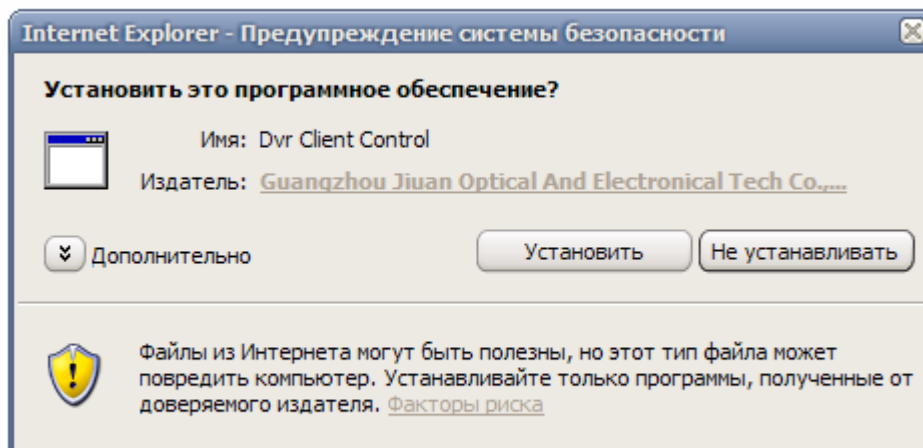 Internet Explorer - Предупреждение системы безопасности
Установить это программное обеспечение?
Имя: Dvr Client Control
Издатель: Guangzhou Jiuan Optical And Electronical Tech Co.,...
Дополнительно
Установить
Не устанавливать
Файлы из Интернета могут быть полезны, но этот тип файла может
повредить компьютер. Устанавливайте только программы, полученные от
доверяемого издателя. Факторы риска